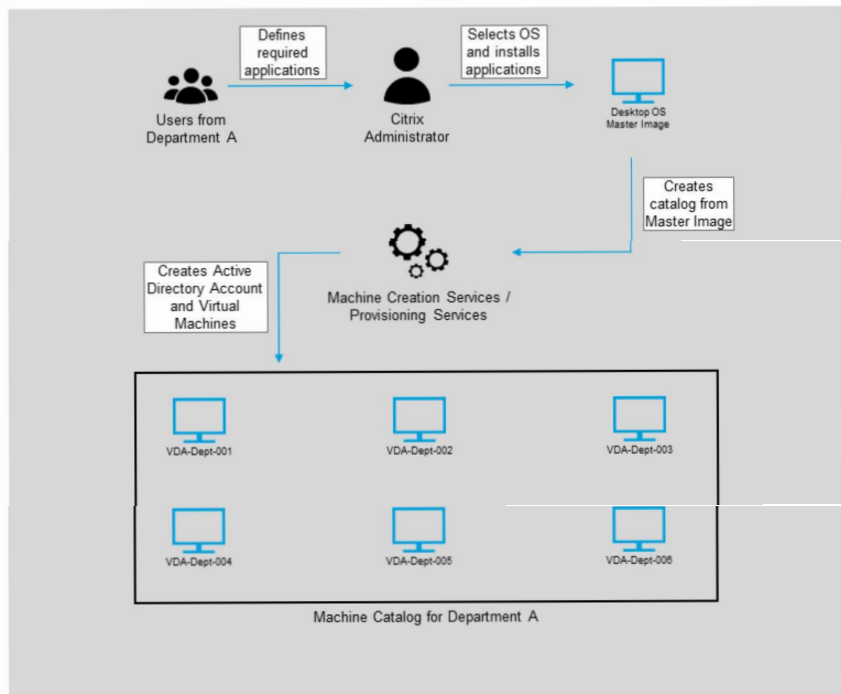 Defines
required
applications
Selects OS
and installs
applications
Users from
Department A
Citrix
Administrator
Desktop OS
Master Image
Creates
catalog from
Master Image
Creates Active
Directory Account
and Virtual
Machines
Machine Creation Services /
Provisioning Services
VDA-Dept-001
VDA-Dept-002
VDA-Dept-003
VDA-Dept-004
VDA-Dept-005
VDA-Dept-006
Machine Catalog for Department A